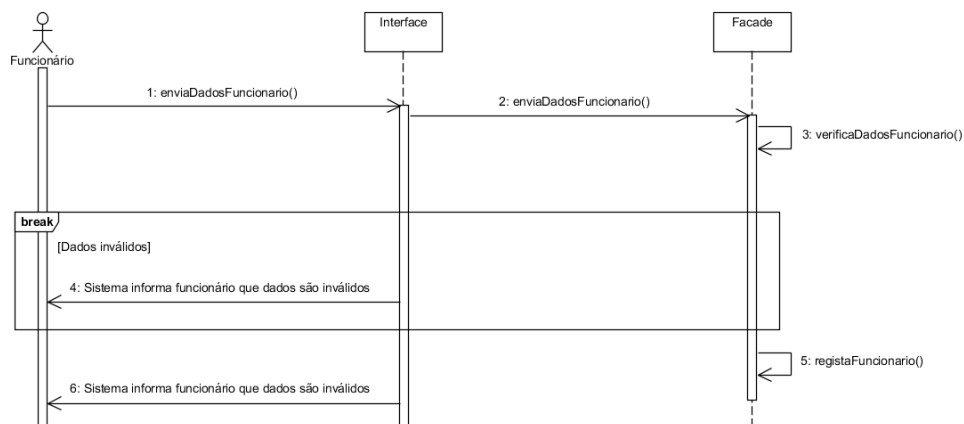 Interface
Facade
Funcionário
1: enviaDadosFuncionario()
2: enviaDadosFuncionario()
3: verificaDadosFuncionario()
break
[Dados inválidos]
4: Sistema informa funcionário que dados são inválidos
5: registaFuncionario()
6: Sistema informa funcionário que dados são inválidos